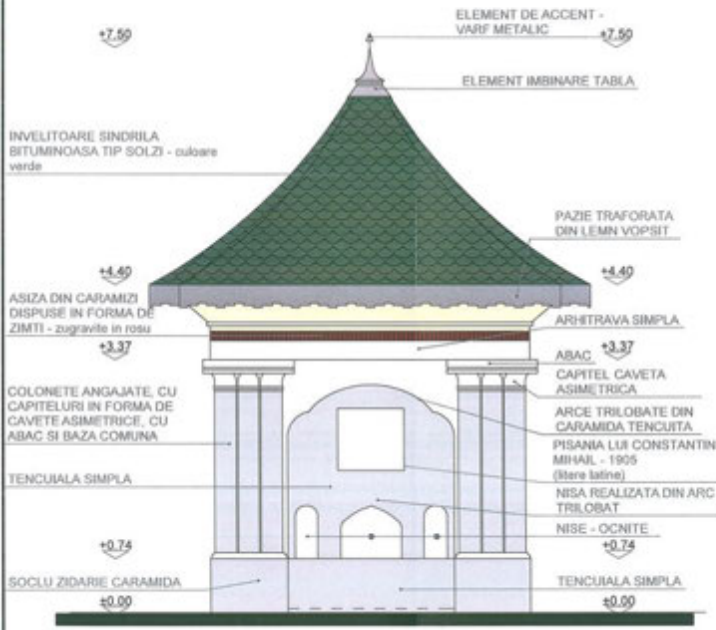 +7.50
ELEMENT DE ACCENT -
VARF METALIC
+7.50
ELEMENT IMBINARE TABLA
INVELITOARE SINDRILA
BITUMINOASA TIP SOLZI - culoare
verde
PAZIE TRAFORATA
DIN LEMN VOPSIT
+4.40
+4.40
ASIZA DIN CARAMIZI
DISPUSE IN FORMA DE
ZIMTI - zugravite in rosu
ARHITRAVA SIMPLA
+3.37
+3.37
ABAC
CAPITEL CAVETA
ASIMETRICA
COLONETE ANGAJATE, CU
CAPITELURI IN FORMA DE
CAVETE ASIMETRICE, CU
ABAC SI BAZA COMUNA
ARCE TRILOBATE DIN
CARAMIDA TENCUITA
PISANIA LUI CONSTANTIN
MIHAIL - 1905
(litere latine)
TENCUIALA SIMPLA
NISA REALIZATA DIN ARC
TRILOBAT
NISE - OCNITE
+0.74
+0.74
SOCLU ZIDARIE CARAMIDA
TENCUIALA SIMPLA
±0.00
±0.00